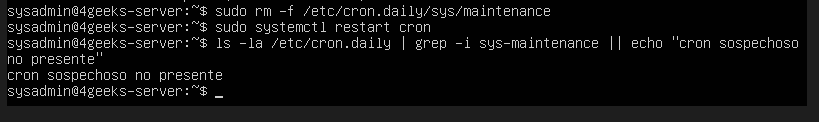 sysadmin@4geeks-server:~$ sudo rm -f /etc/cron.daily/sys/maintenance
sysadmin@4geeks-server:~$ sudo systemctl restart cron
sysadmin@4geeks-server:~$ ls -la /etc/cron.daily | grep -i sys-maintenance || echo "cron sospechoso
no presente"
cron sospechoso no presente
sysadmin@4geeks-server:~$ _